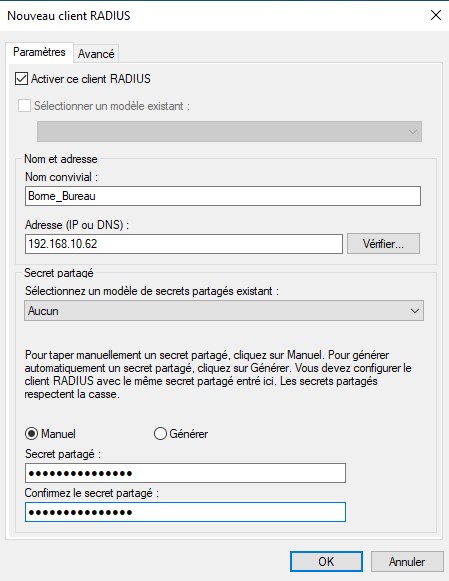 Nouveau client RADIUS
Paramètres Avancé
Activer ce client RADIUS
Sélectionner un modèle existant :
Nom et adresse
Nom convivial :
Borne_Bureau
Adresse (IP ou DNS) :
192.168.10.62 Vérifier...
Secret partagé
Sélectionnez un modèle de secrets partagés existant :
Aucun
Pour taper manuellement un secret partagé, cliquez sur Manuel. Pour générer
automatiquement un secret partagé, cliquez sur Générer. Vous devez configurer le
client RADIUS avec le même secret partagé entré ici. Les secrets partagés
respectent la casse.
Manuel Générer
Secret partagé :
●●●●●●●●●●●●●●●
Confirmez le secret partagé :
●●●●●●●●●●●●●●●
OK Annuler